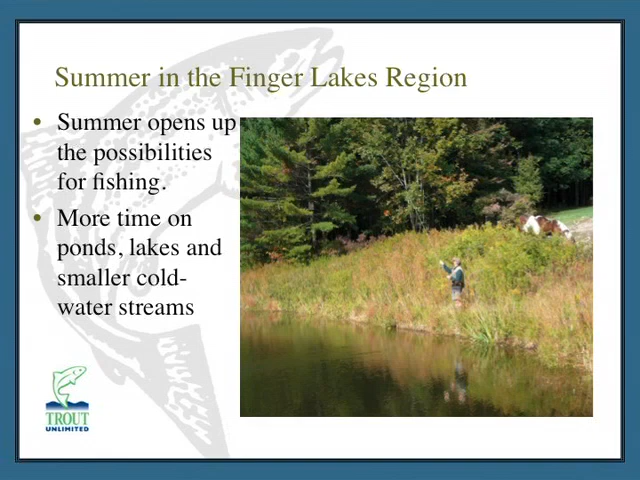 Summer in the Finger Lakes Region
• Summer opens up
the possibilities
for fishing.
• More time on
ponds, lakes and
smaller cold-
water streams
TROUT
UNLIMITED